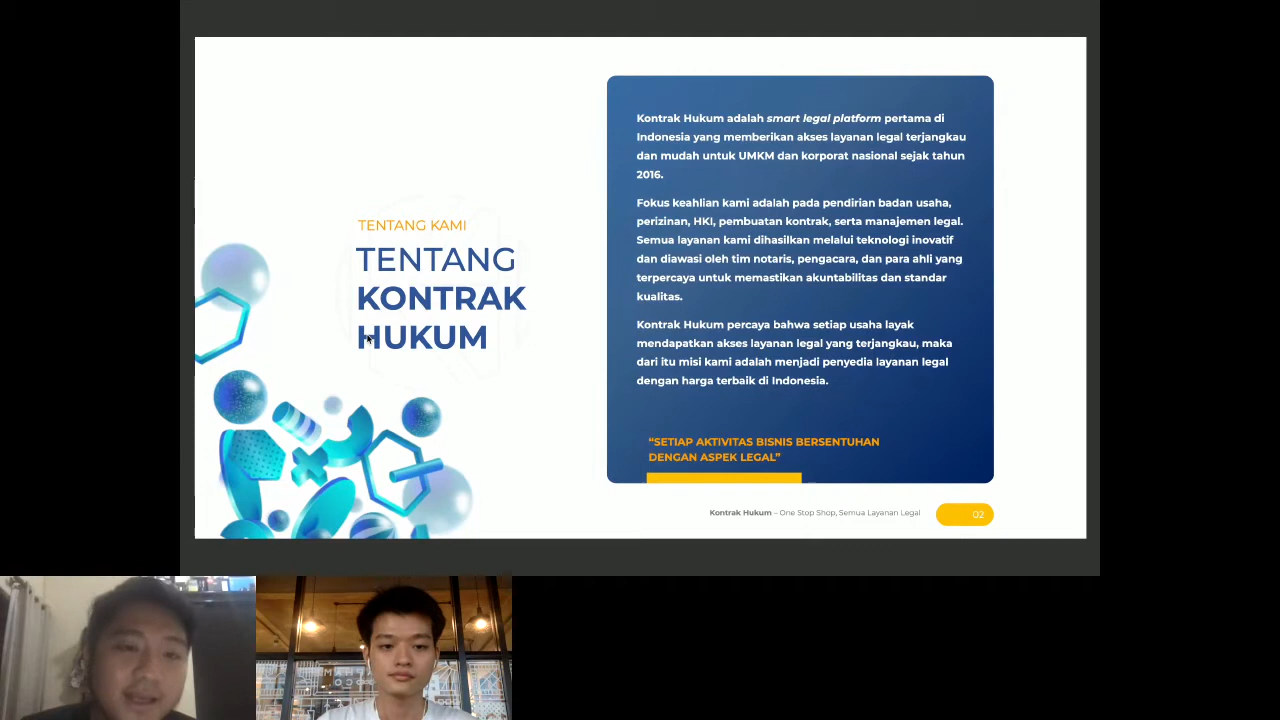 TENTANG KAMI
TENTANG
KONTRAK
HUKUM
Kontrak Hukum adalah smart legal platform pertama di
Indonesia yang memberikan akses layanan legal terjangkau
dan mudah untuk UMKM dan korporat nasional sejak tahun
2016.
Fokus keahlian kami adalah pada pendirian badan usaha,
perizinan, HKI, pembuatan kontrak, serta manajemen legal.
Semua layanan kami dihasilkan melalui teknologi inovatif
dan diawasi oleh tim notaris, pengacara, dan para ahli yang
terpercaya untuk memastikan akuntabilitas dan standar
kualitas.
Kontrak Hukum percaya bahwa setiap usaha layak
mendapatkan akses layanan legal yang terjangkau, maka
dari itu misi kami adalah menjadi penyedia layanan legal
dengan harga terbaik di Indonesia.
“SETIAP AKTIVITAS BISNIS BERSENTUHAN
DENGAN ASPEK LEGAL”
Kontrak Hukum – One Stop Shop, Semua Layanan Legal
02